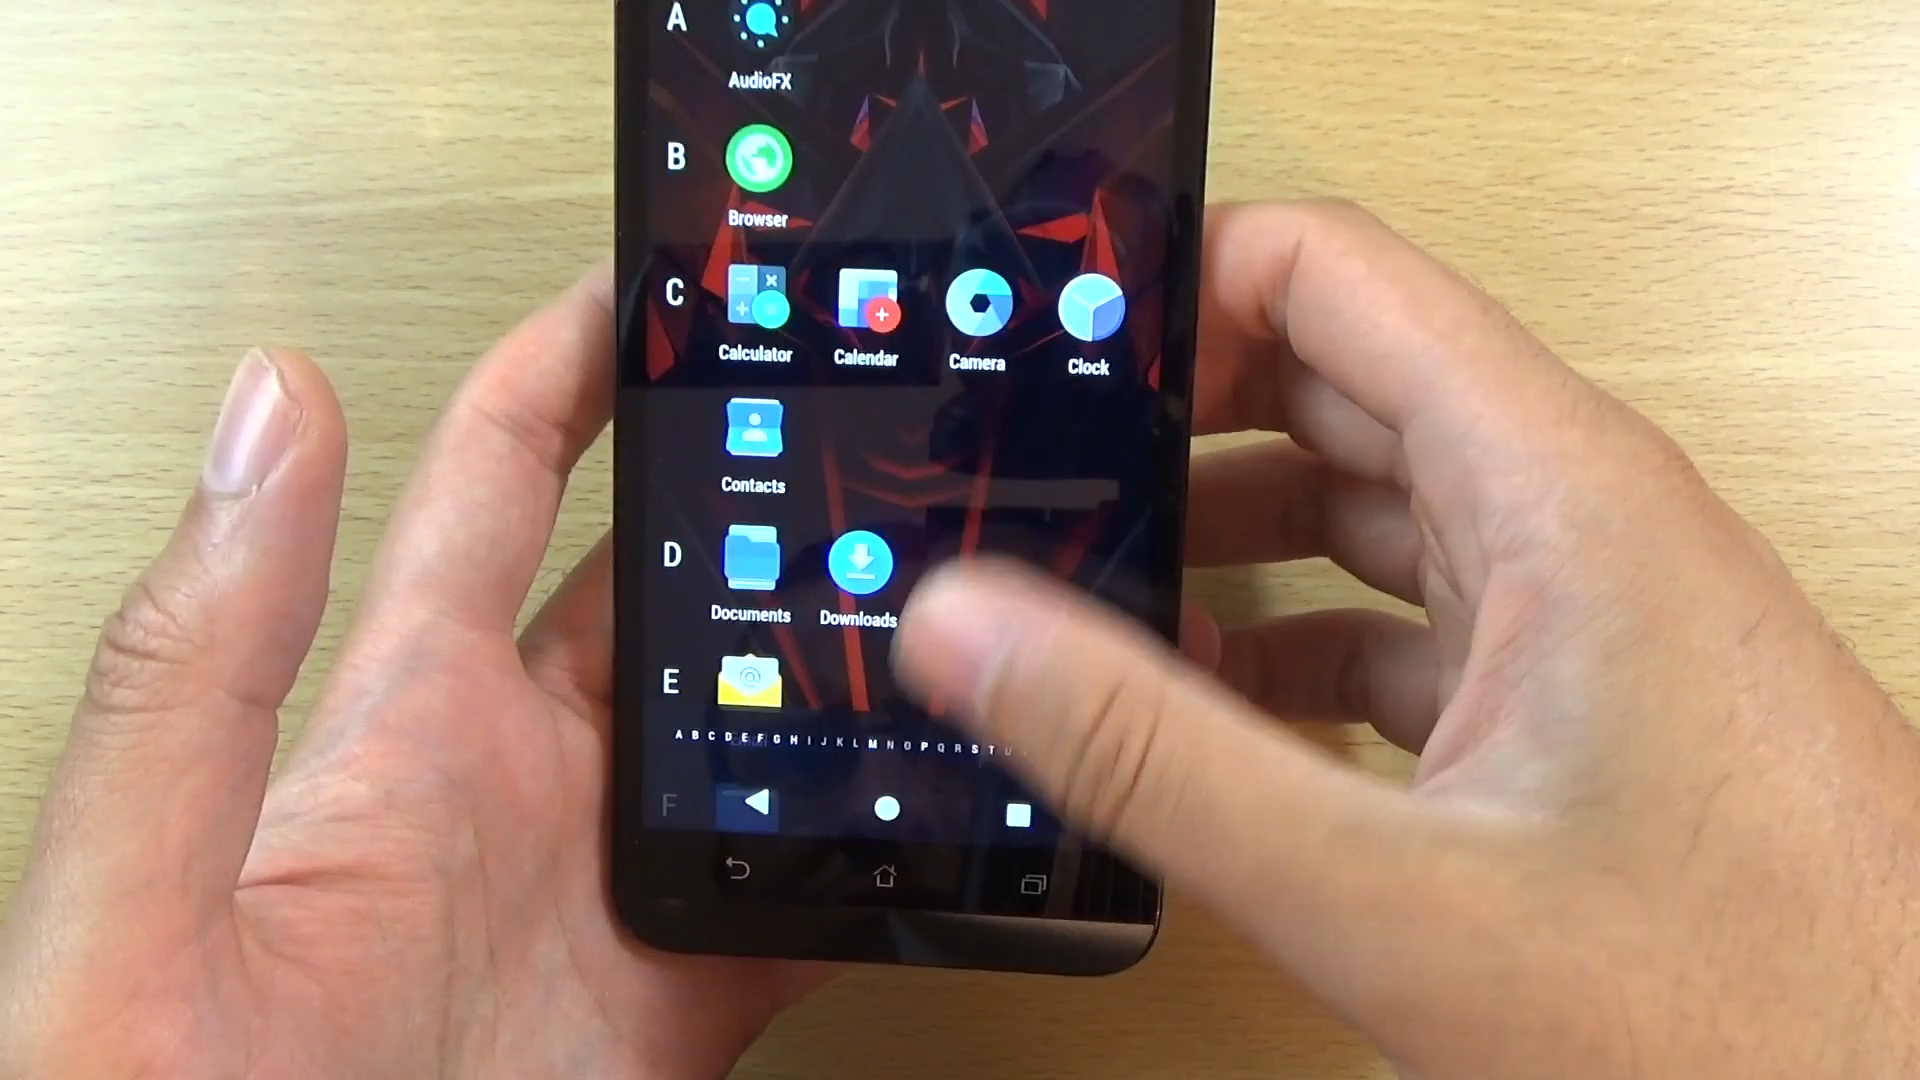 A
AudioFX
B
Browser
C
Calculator Calendar Camera Clock
Contacts
D
Documents Downloads
E
A B C D E F G H I J K L M N O P Q R S T U
F